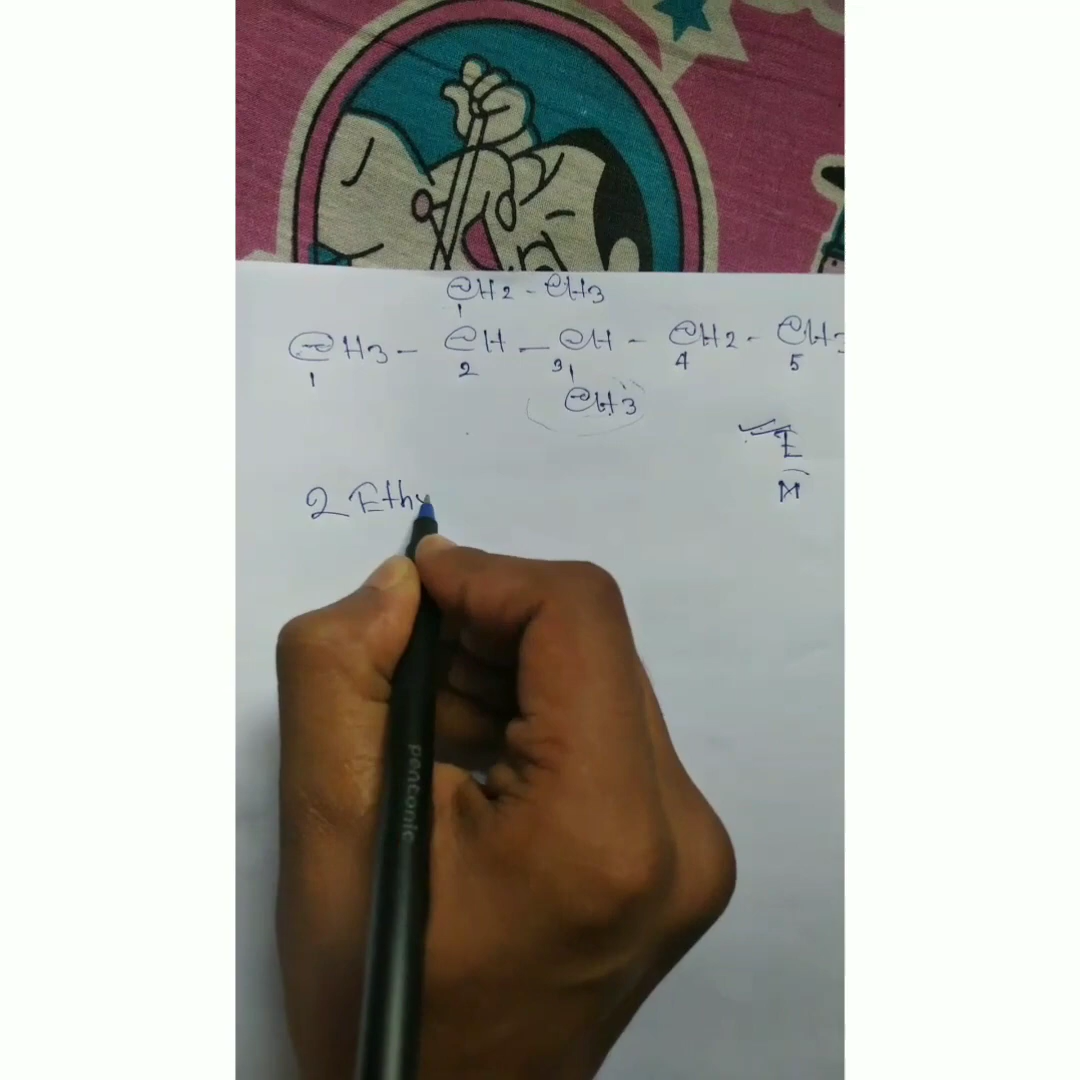 CH2 - CH3
CH3 - CH - CH - CH2 - CH3
1 2 3 4 5
CH3
E
M
2 Ethy
pentonic